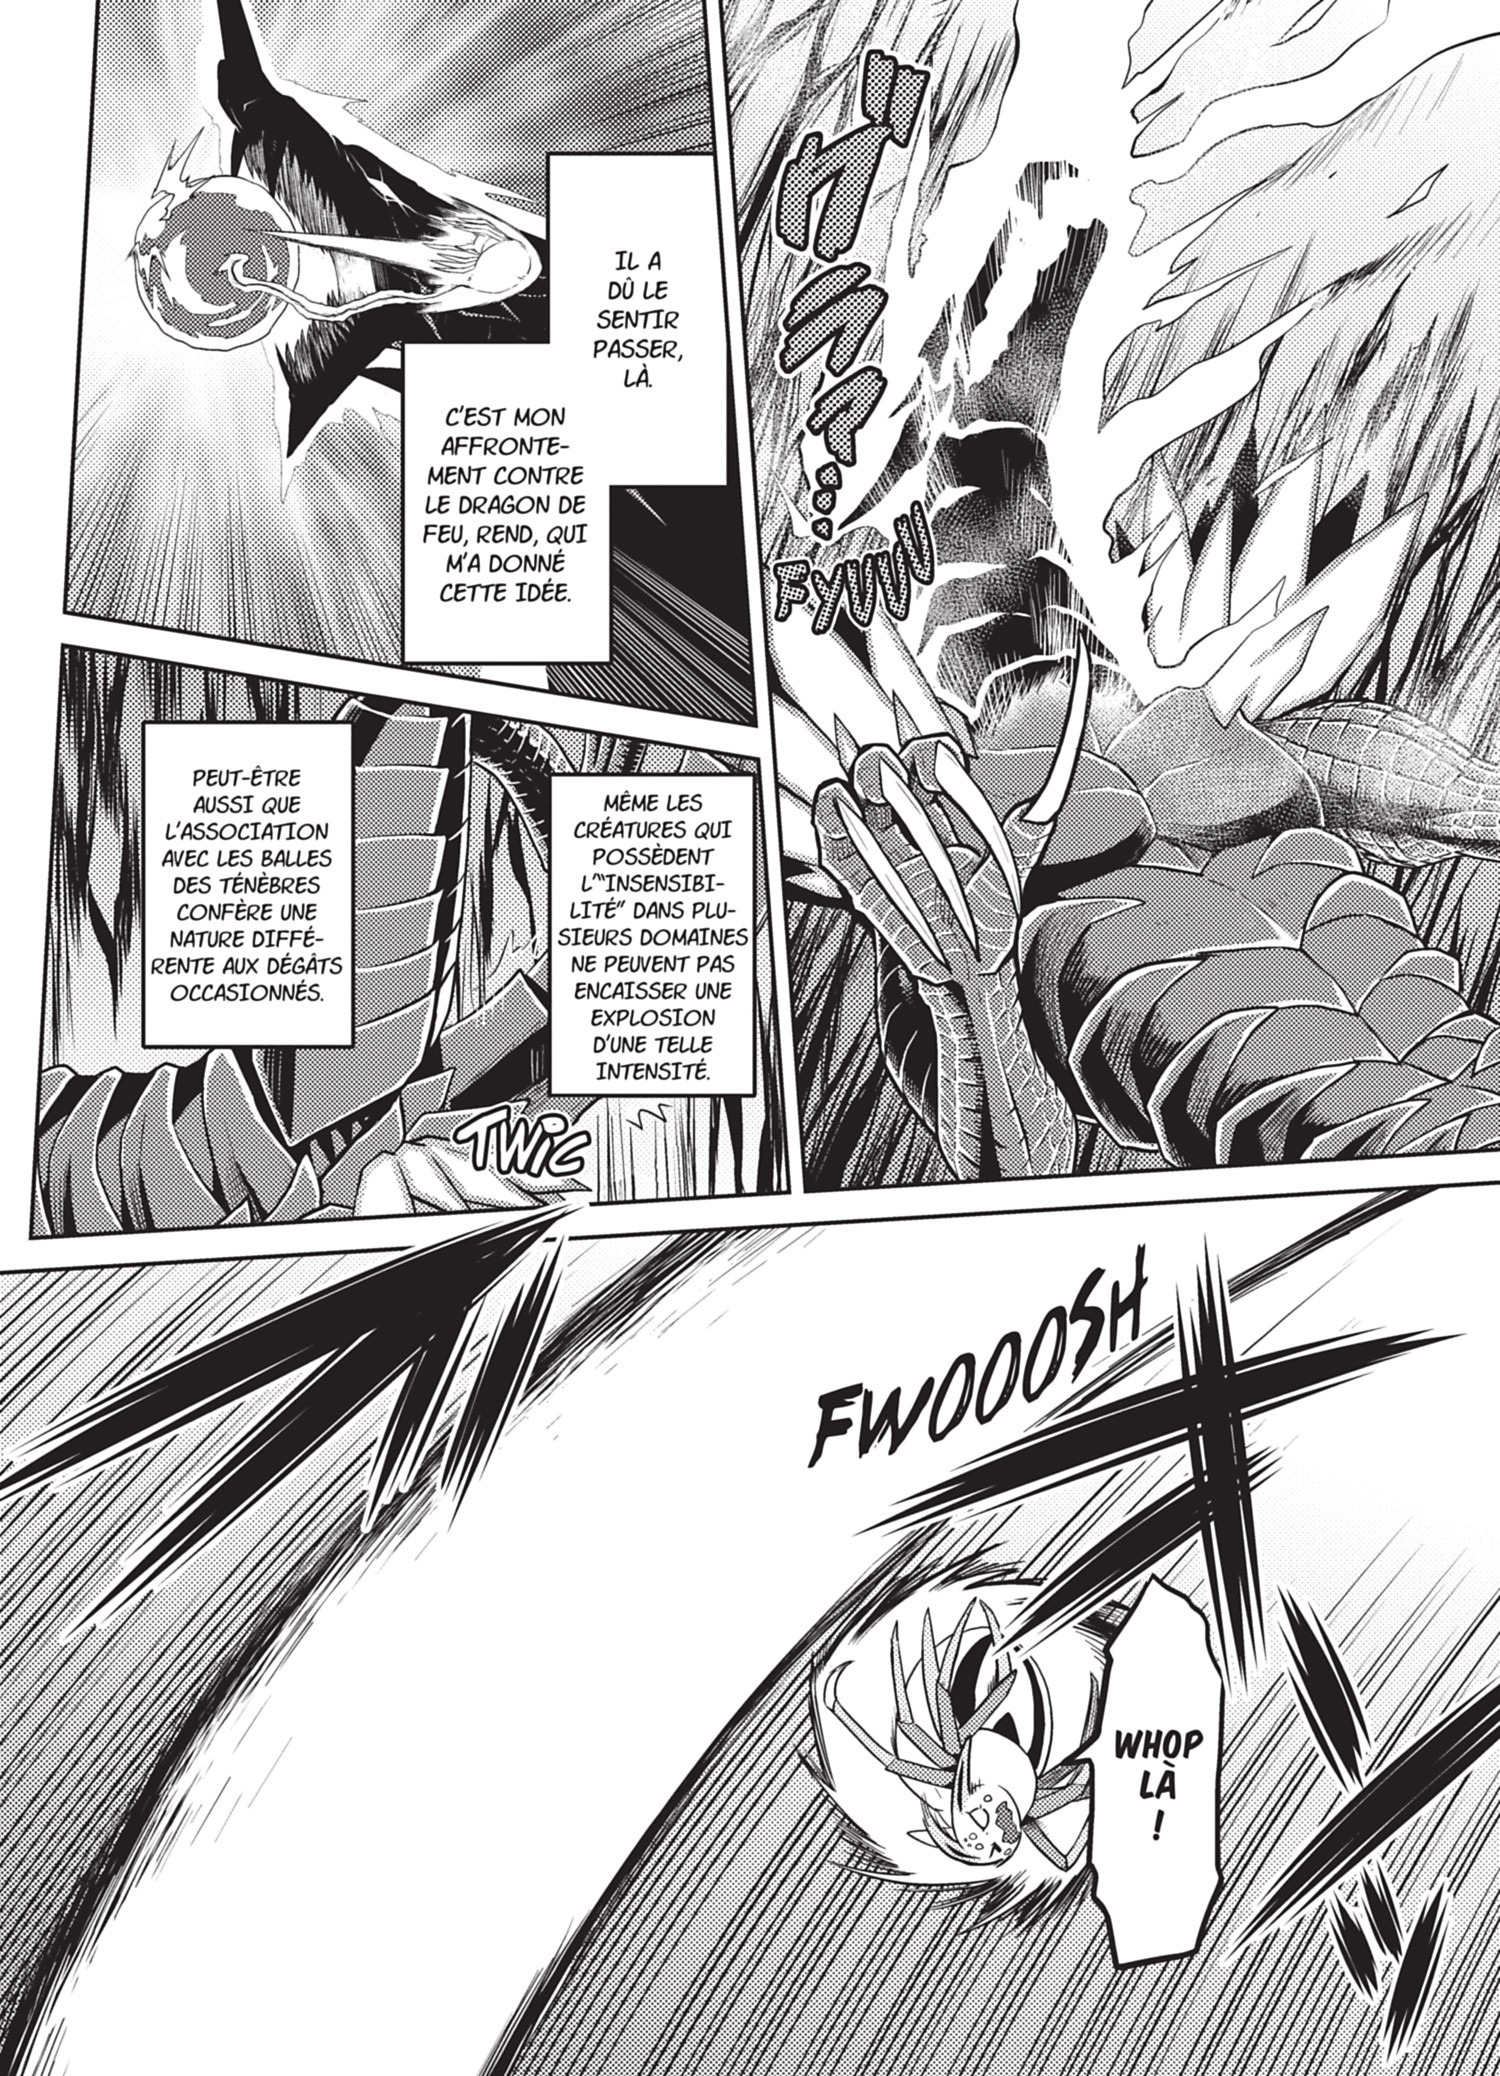 グラァ…
FYUUU
IL A
DÛ LE
SENTIR
PASSER,
LÀ.
C'EST MON
AFFRONTE-
MENT CONTRE
LE DRAGON DE
FEU, REND, QUI
M'A DONNÉ
CETTE IDÉE.
MÊME LES
CRÉATURES QUI
POSSÈDENT
L'"INSENSIBI-
LITÉ" DANS PLU-
SIEURS DOMAINES
NE PEUVENT PAS
ENCAISSER UNE
EXPLOSION
D'UNE TELLE
INTENSITÉ.
PEUT-ÊTRE
AUSSI QUE
L'ASSOCIATION
AVEC LES BALLES
DES TÉNÈBRES
CONFÈRE UNE
NATURE DIFFÉ-
RENTE AUX DÉGÂTS
OCCASIONNÉS.
TWIC
FWOOOSH
WHOP
LÀ
!